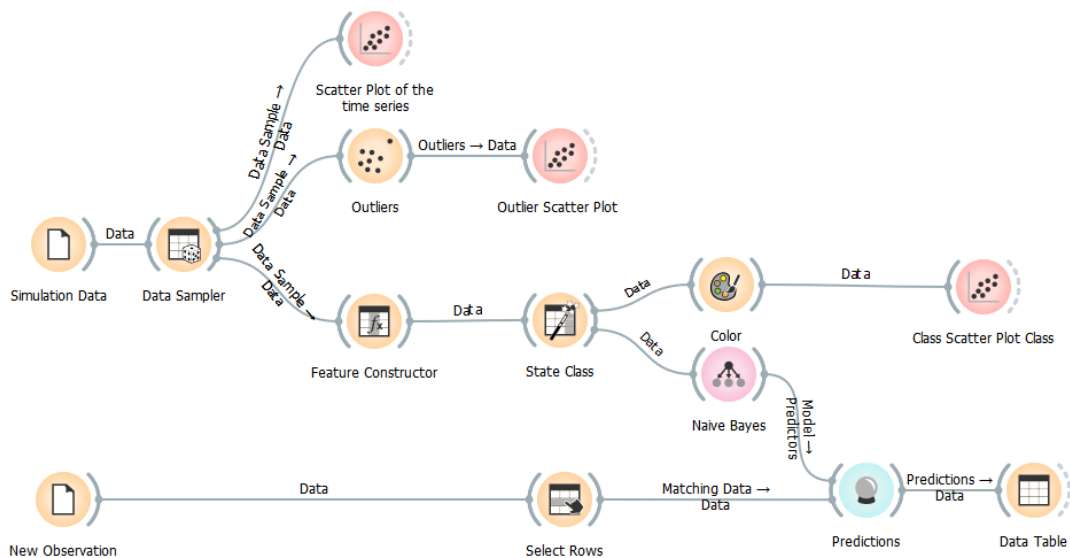 Scatter Plot of the
time series
Data Sample →
Data
Outliers → Data
Data Sample →
Data
Outliers
Outlier Scatter Plot
Data
Simulation Data
Data Sampler
Data Sample →
Data
Data
Data
Color
Class Scatter Plot Class
Data
Feature Constructor
State Class
Data
Naive Bayes
Model →
Predictors
Data
Matching Data →
Data
Predictions →
Data
New Observation
Select Rows
Predictions
Data Table
fx